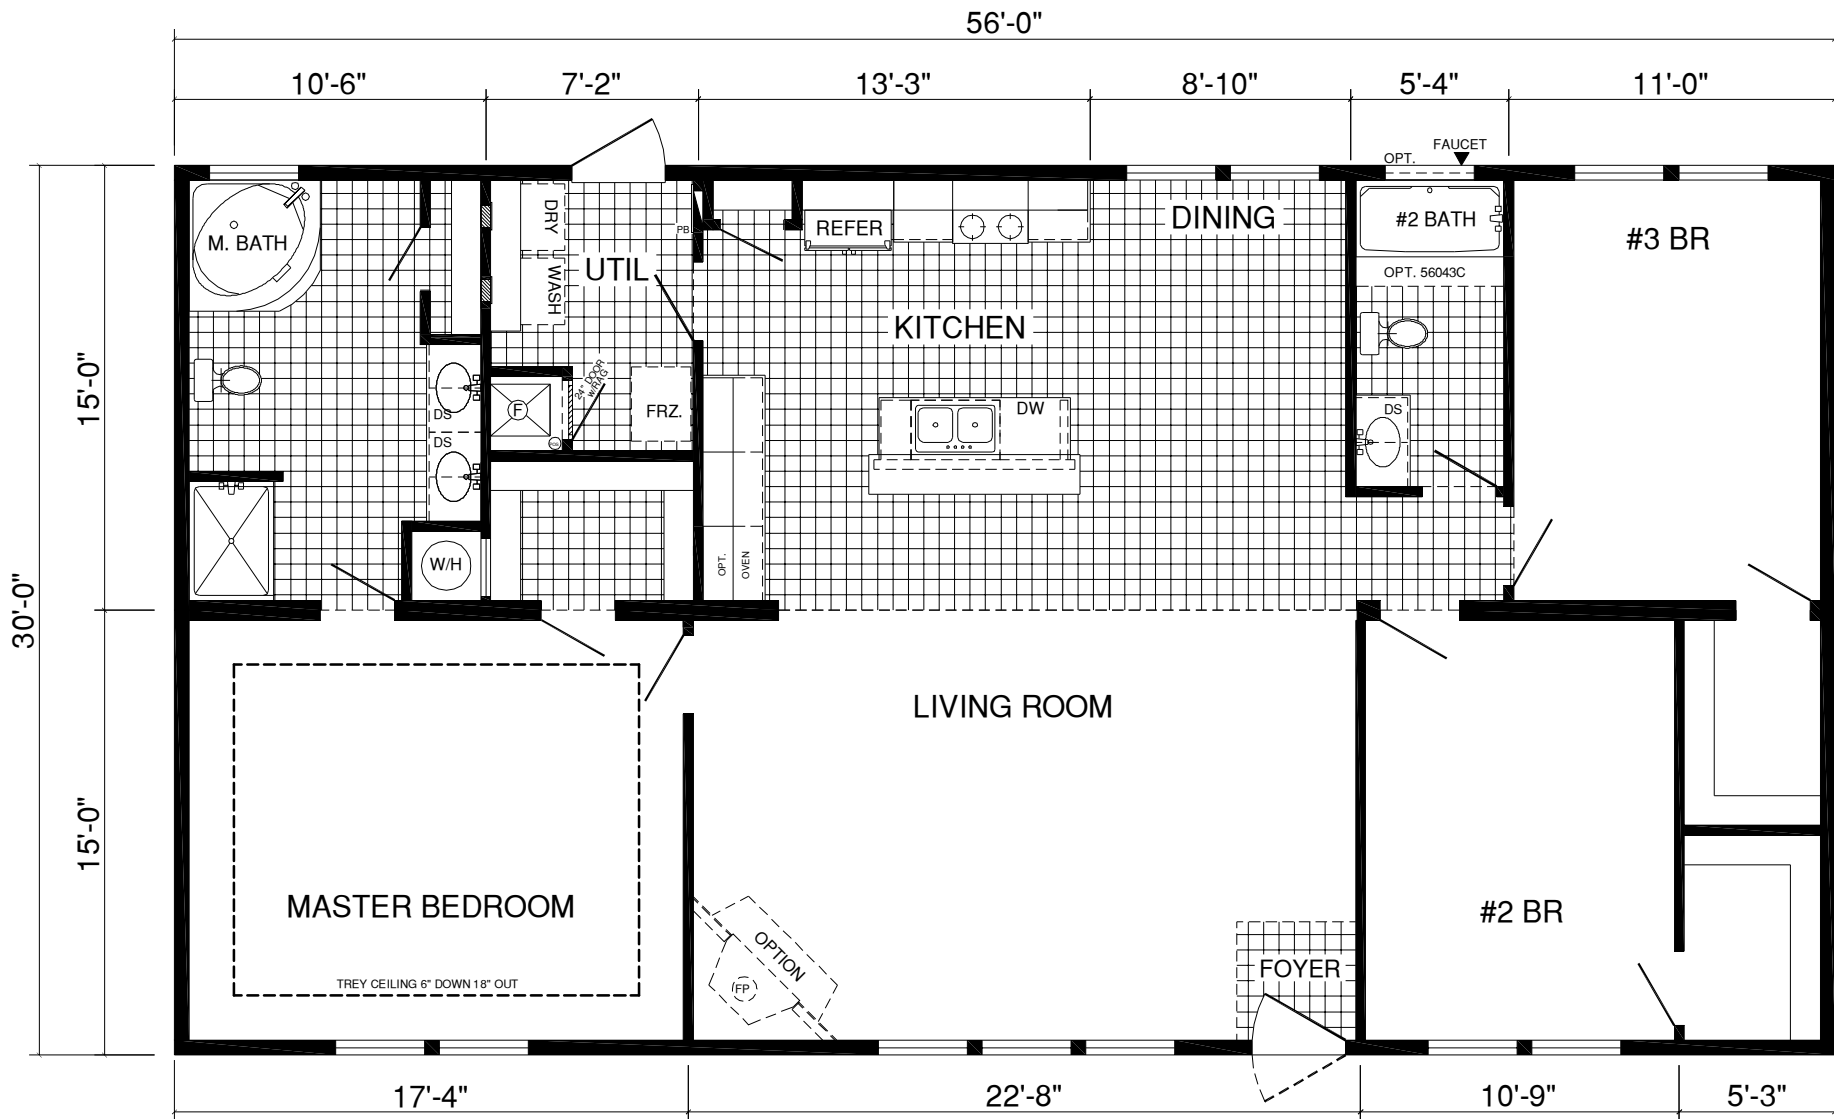 56'-0"
10'-6"
7'-2"
13'-3"
8'-10"
5'-4"
11'-0"
FAUCET
OPT.
DRY
WASH
UTIL
PB
REFER
DINING
#2 BATH
#3 BR
M. BATH
OPT. 56043C
KITCHEN
15'-0"
24" DOOR
w/RAG
F
FRZ.
DS
DS
DW
DS
W/H
OPT.
OVEN
30'-0"
LIVING ROOM
15'-0"
MASTER BEDROOM
#2 BR
OPTION
FOYER
FP
TREY CEILING 6" DOWN 18" OUT
17'-4"
22'-8"
10'-9"
5'-3"